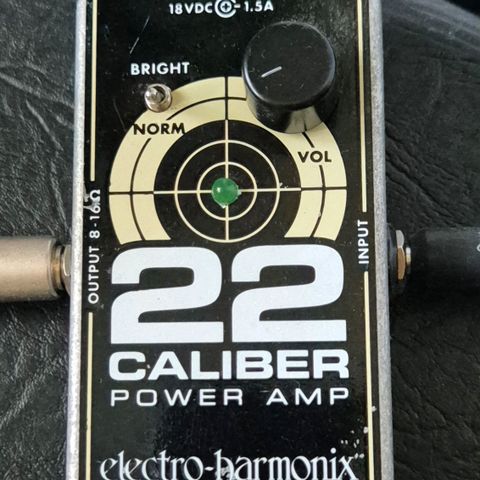 18VDC 1.5A
BRIGHT
NORM
VOL
OUTPUT 8-16Ω
INPUT
22
CALIBER
POWER AMP
electro-harmonix